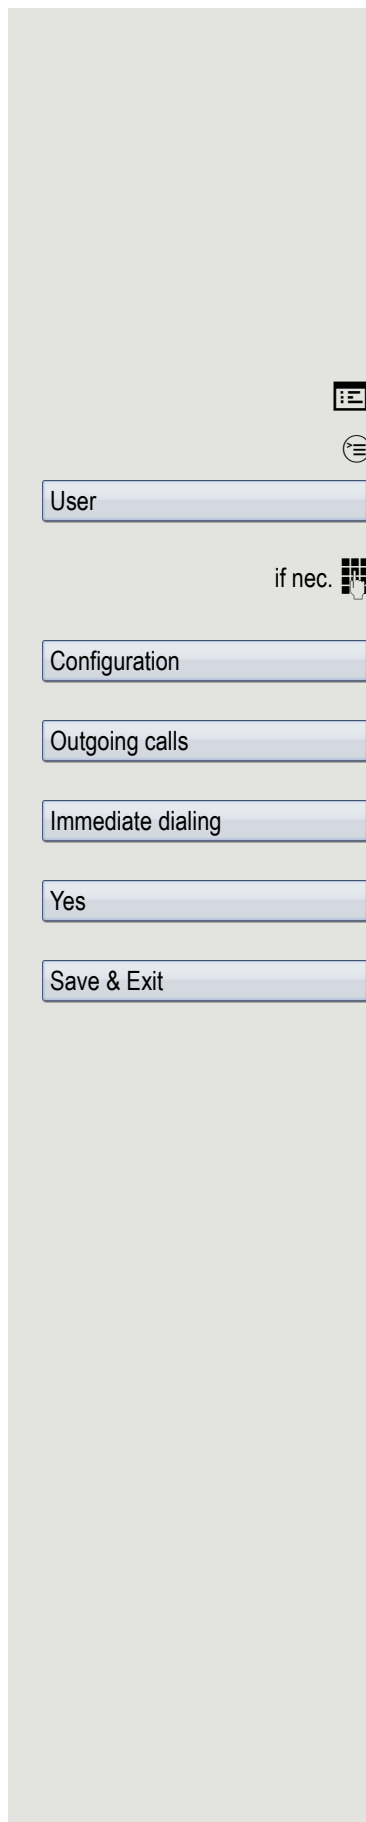 User
if nec.
Configuration
Outgoing calls
Immediate dialing
Yes
Save & Exit